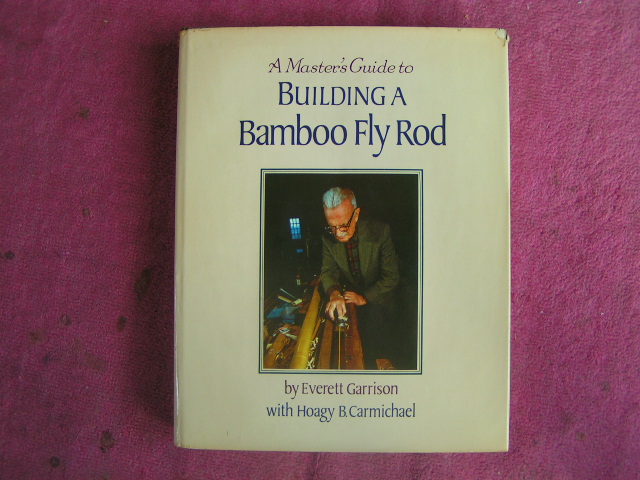 A Master's Guide to
BUILDING A
Bamboo Fly Rod
by Everett Garrison
with Hoagy B. Carmichael